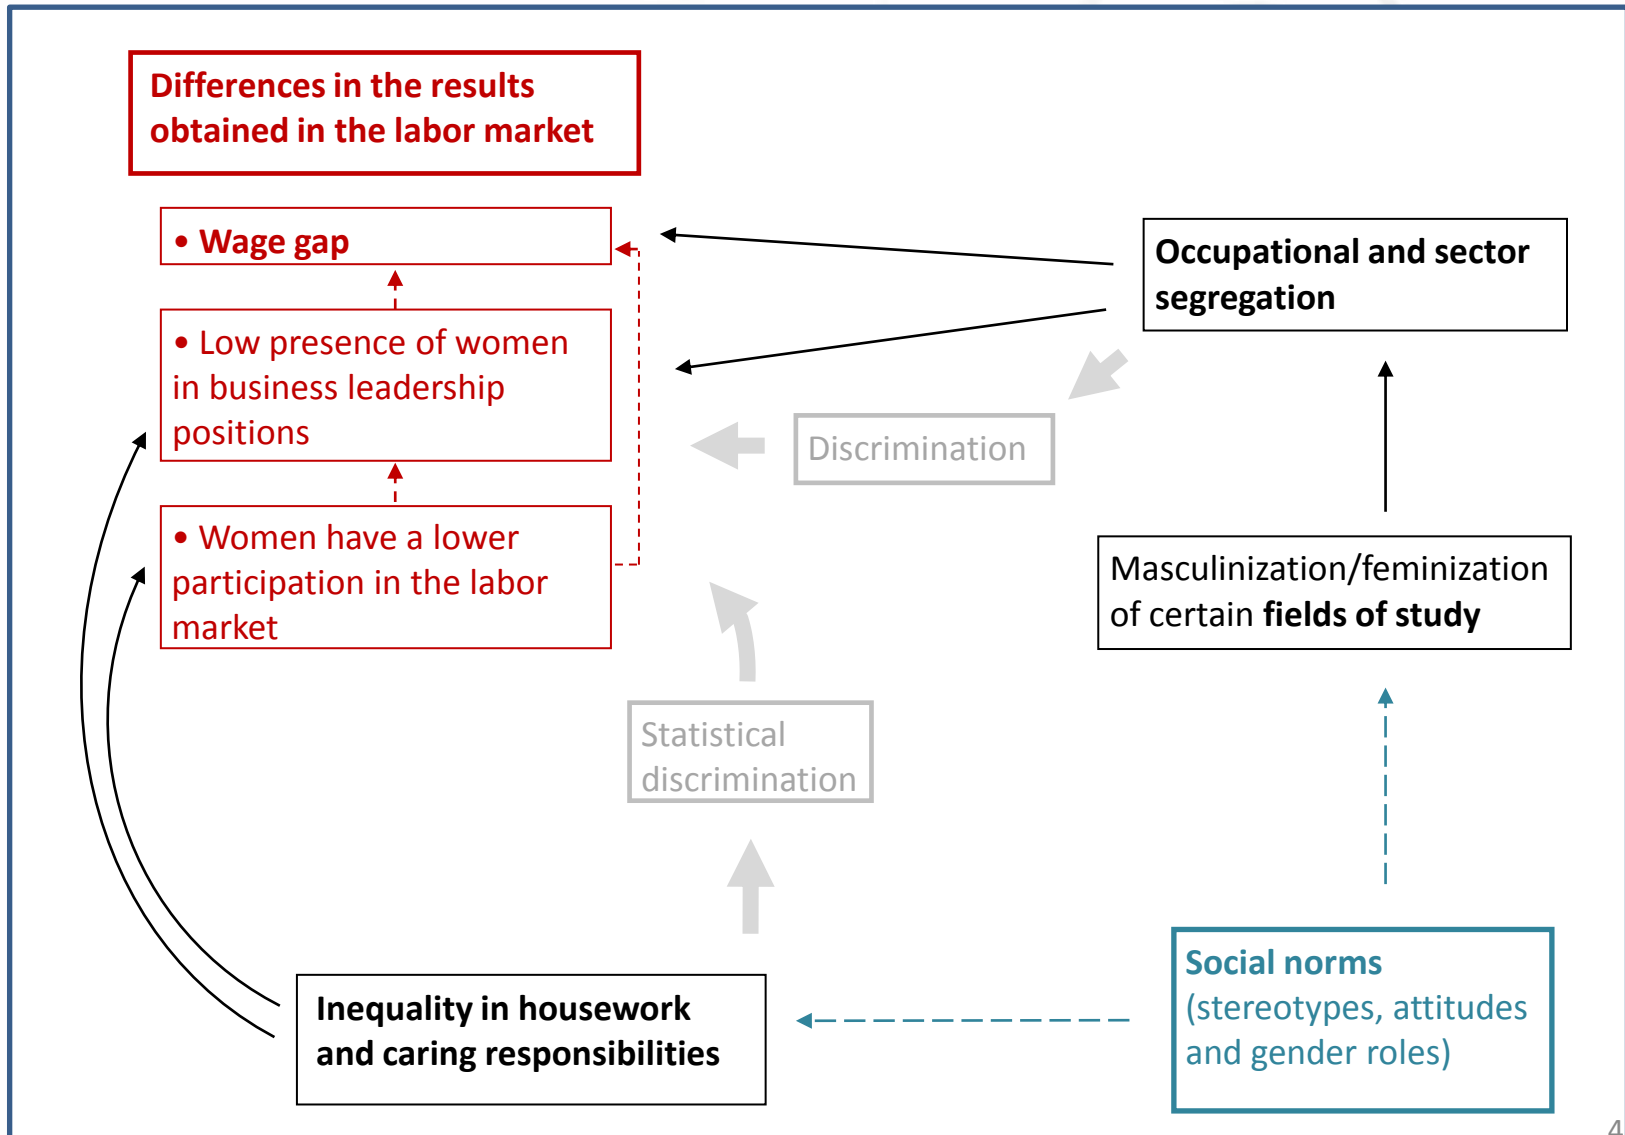 Differences in the results
obtained in the labor market
• Wage gap
• Low presence of women
in business leadership
positions
• Women have a lower
participation in the labor
market
Occupational and sector
segregation
Discrimination
Masculinization/feminization
of certain fields of study
Statistical
discrimination
Inequality in housework
and caring responsibilities
Social norms
(stereotypes, attitudes
and gender roles)
4